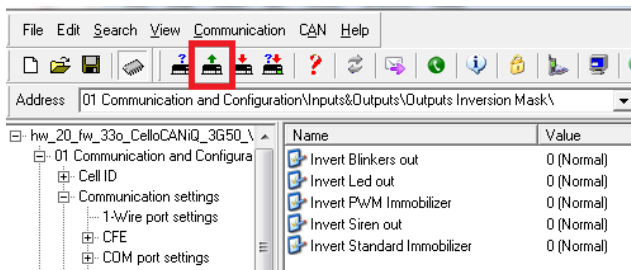 File Edit Search View Communication CAN Help
Address 01 Communication and Configuration\Inputs&Outputs\Outputs Inversion Mask\
hw_20_fw_33o_CelloCANiQ_3G50_\
01 Communication and Configura
Cell ID
Communication settings
1-Wire port settings
CFE
COM port settings
Name Value
Invert Blinkers out 0 (Normal)
Invert Led out 0 (Normal)
Invert PWM Immobilizer 0 (Normal)
Invert Siren out 0 (Normal)
Invert Standard Immobilizer 0 (Normal)